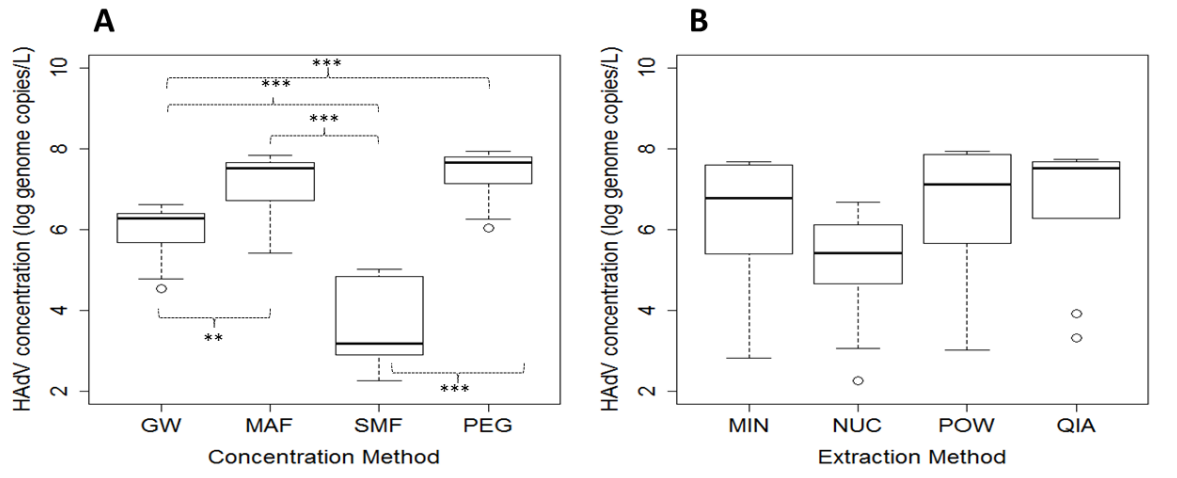 A
HAdV concentration (log genome copies/L)
10
8
6
4
2
***
***
***
**
***
GW MAF SMF PEG
Concentration Method
B
HAdV concentration (log genome copies/L)
10
8
6
4
2
MIN NUC POW QIA
Extraction Method